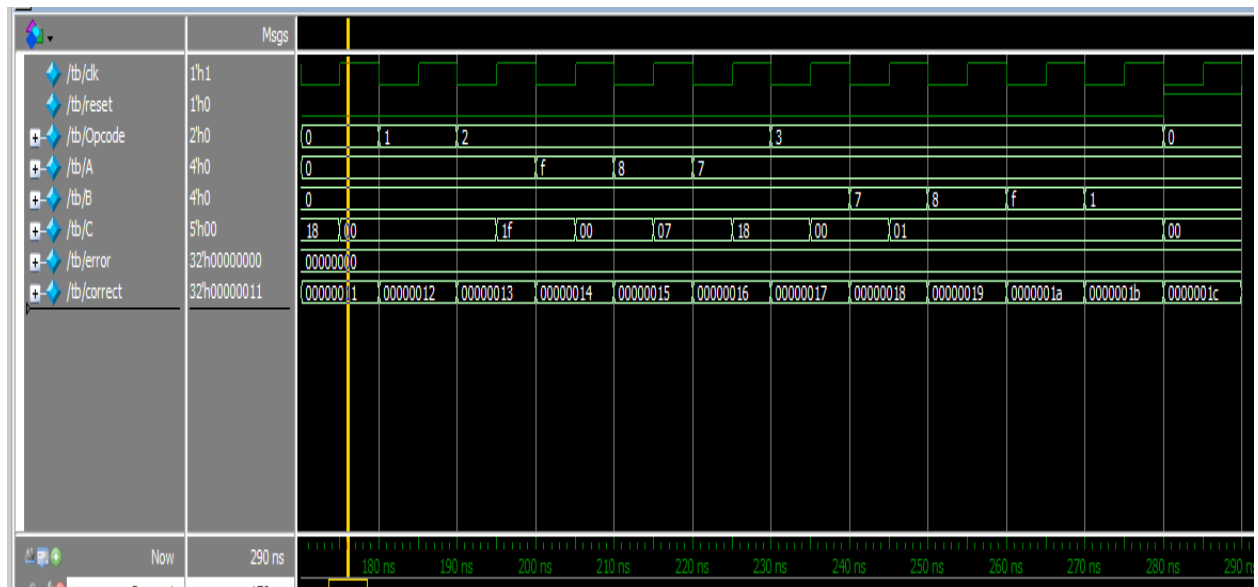 Msgs
/tb/clk 1'h1
/tb/reset 1'h0
/tb/Opcode 2'h0 0 1 2 3 0
/tb/A 4'h0 0 f 8 7
/tb/B 4'h0 0 7 8 f 1
/tb/C 5'h00 18 00 1f 00 07 18 00 01 00
/tb/error 32'h00000000 00000000
/tb/correct 32'h00000011 00000011 00000012 00000013 00000014 00000015 00000016 00000017 00000018 00000019 0000001a 0000001b 0000001c
Now 290 ns 180 ns 190 ns 200 ns 210 ns 220 ns 230 ns 240 ns 250 ns 260 ns 270 ns 280 ns 290